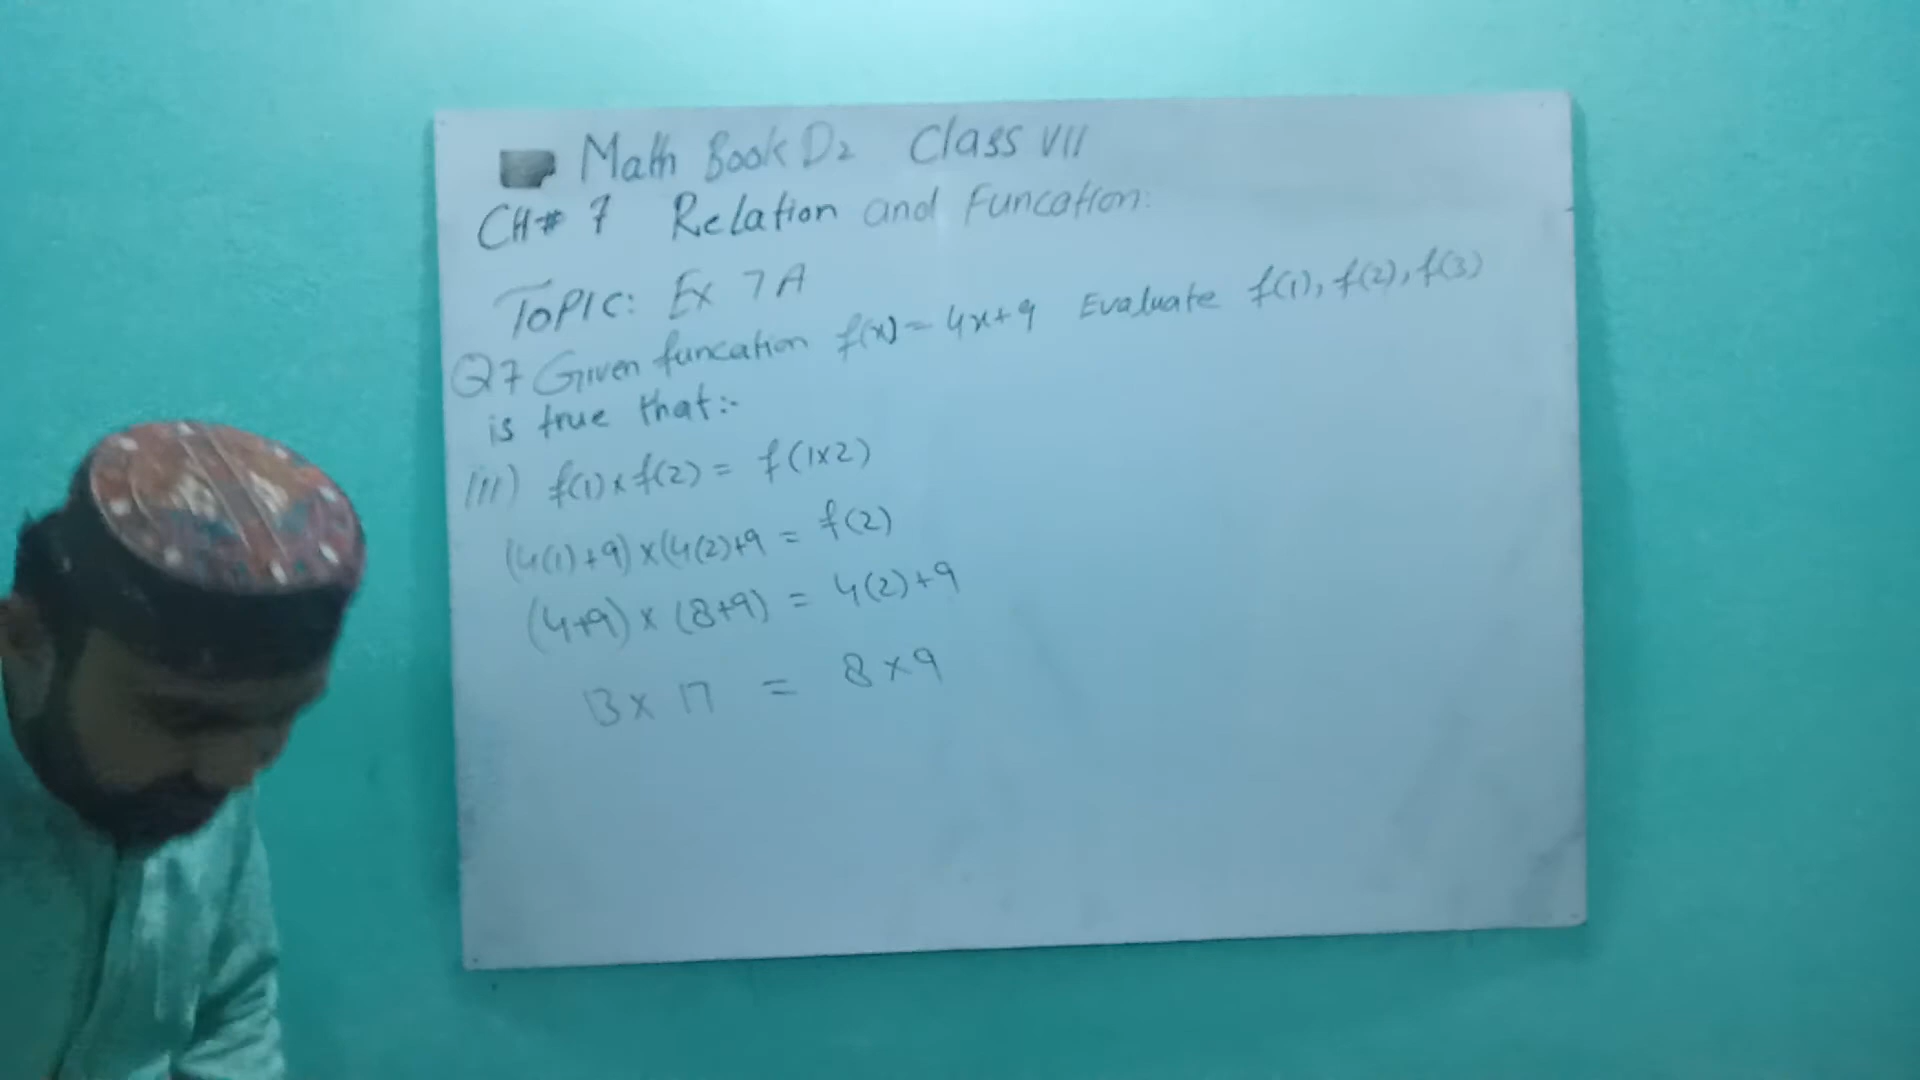 Math Book D2 Class VII
CH# 7 Relation and Funcation:
TOPIC: Ex 7A
Q7 Given funcation f(x) = 4x+9 Evaluate f(1), f(2), f(3)
is true that:-
iii) f(1) x f(2) = f(1x2)
(4(1)+9) x (4(2)+9 = f(2)
(4+9) x (8+9) = 4(2)+9
13 x 17 = 8 x 9